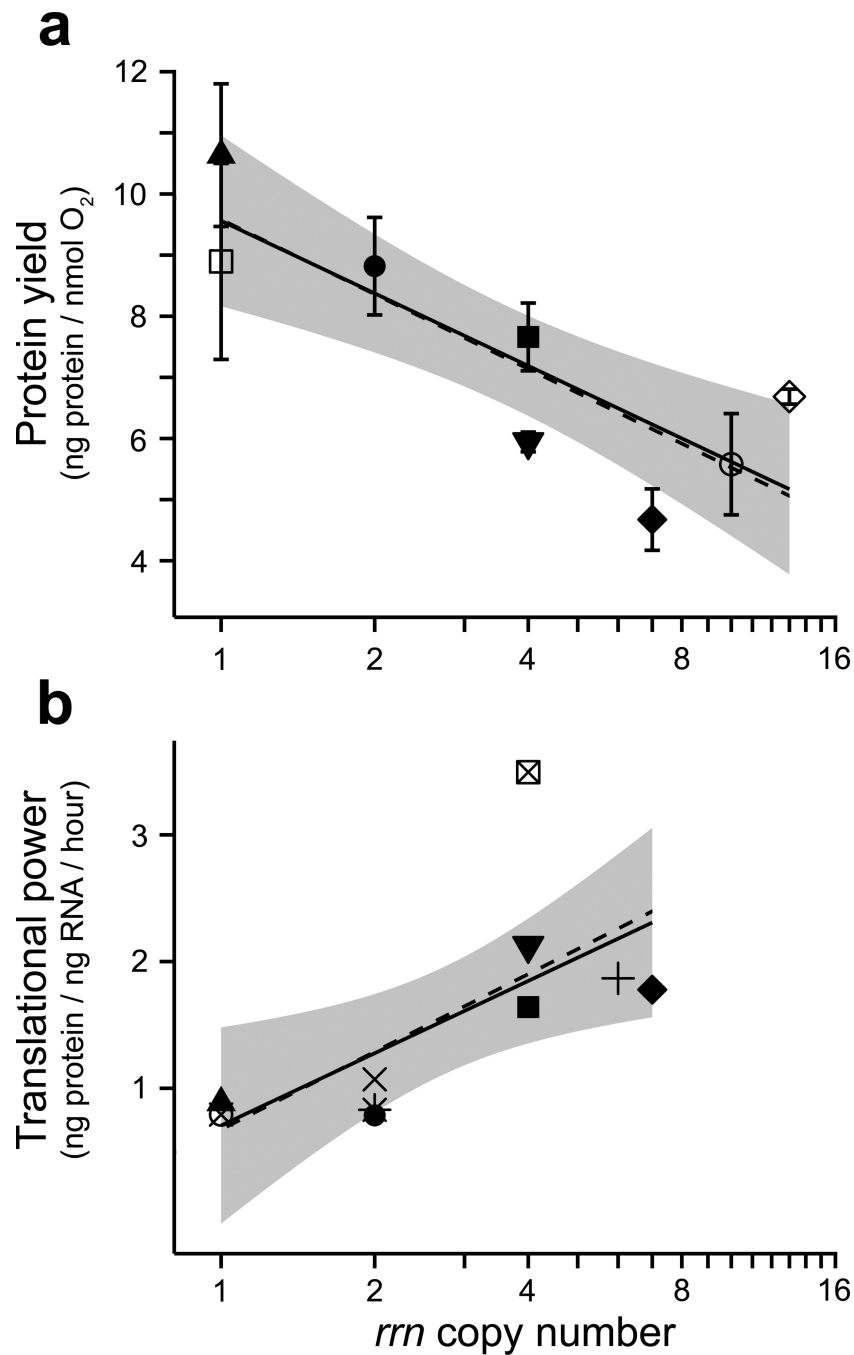 a
Protein yield
(ng protein / nmol O₂)
12
10
8
6
4
1 2 4 8 16
b
Translational power
(ng protein / ng RNA / hour)
3
2
1
1 2 4 8 16
rrn copy number